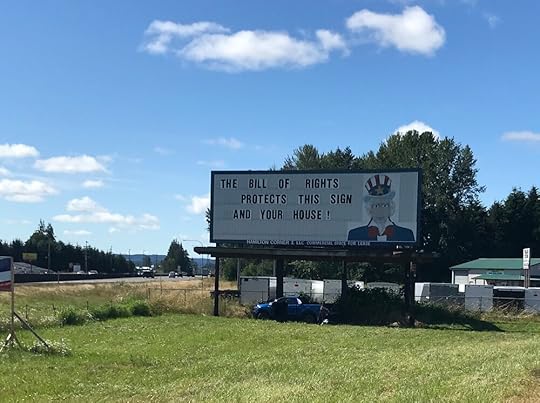 THE BILL OF RIGHTS
PROTECTS THIS SIGN
AND YOUR HOUSE!